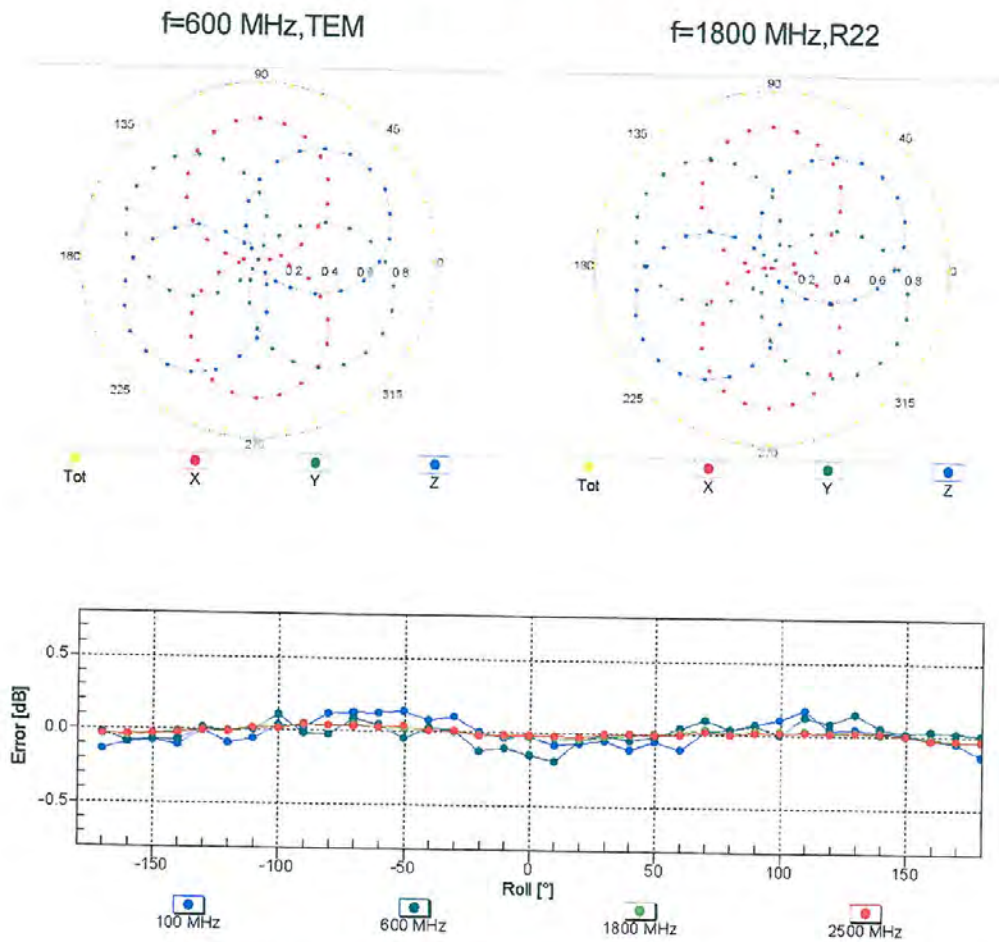 f=600 MHz,TEM
f=1800 MHz,R22
90
135
45
180
0
0.2 0.4 0.6 0.8
225
315
270
Tot
X
Y
Z
90
135
45
180
0
0.2 0.4 0.6 0.8
225
315
270
Tot
X
Y
Z
Error [dB]
0.5
0.0
-0.5
-150
-100
-50
0
50
100
150
Roll [°]
100 MHz
600 MHz
1800 MHz
2500 MHz